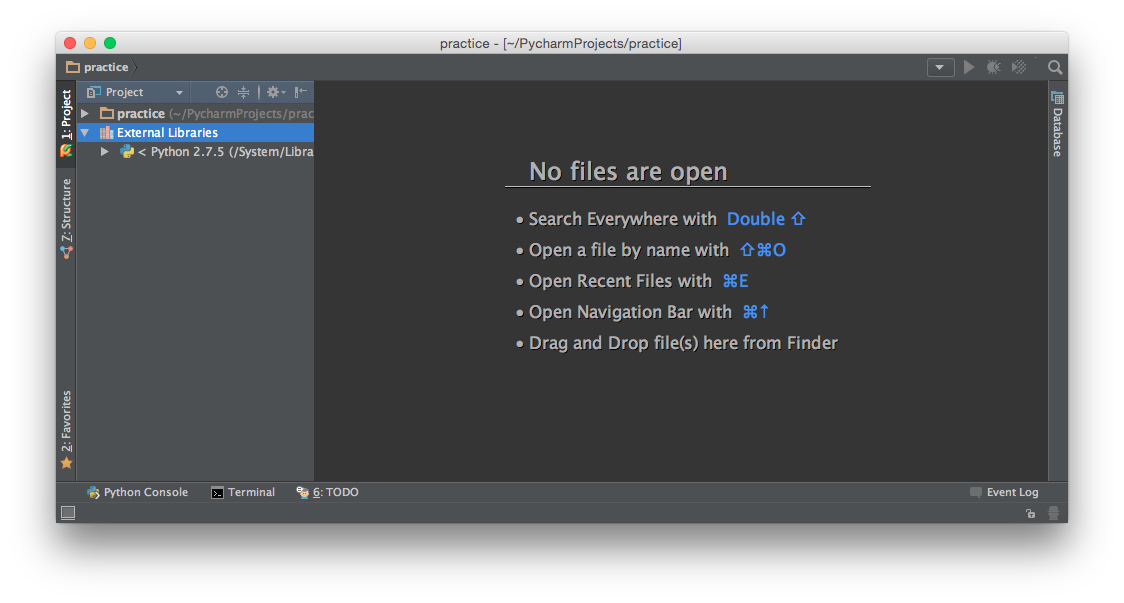 practice - [~/PycharmProjects/practice]
practice
Project
1: Project
practice (~/PycharmProjects/prac
External Libraries
< Python 2.7.5 (/System/Libra
7: Structure
2: Favorites
No files are open
• Search Everywhere with Double ⇧
• Open a file by name with ⇧⌘O
• Open Recent Files with ⌘E
• Open Navigation Bar with ⌘↑
• Drag and Drop file(s) here from Finder
Database
Python Console
Terminal
6: TODO
Event Log